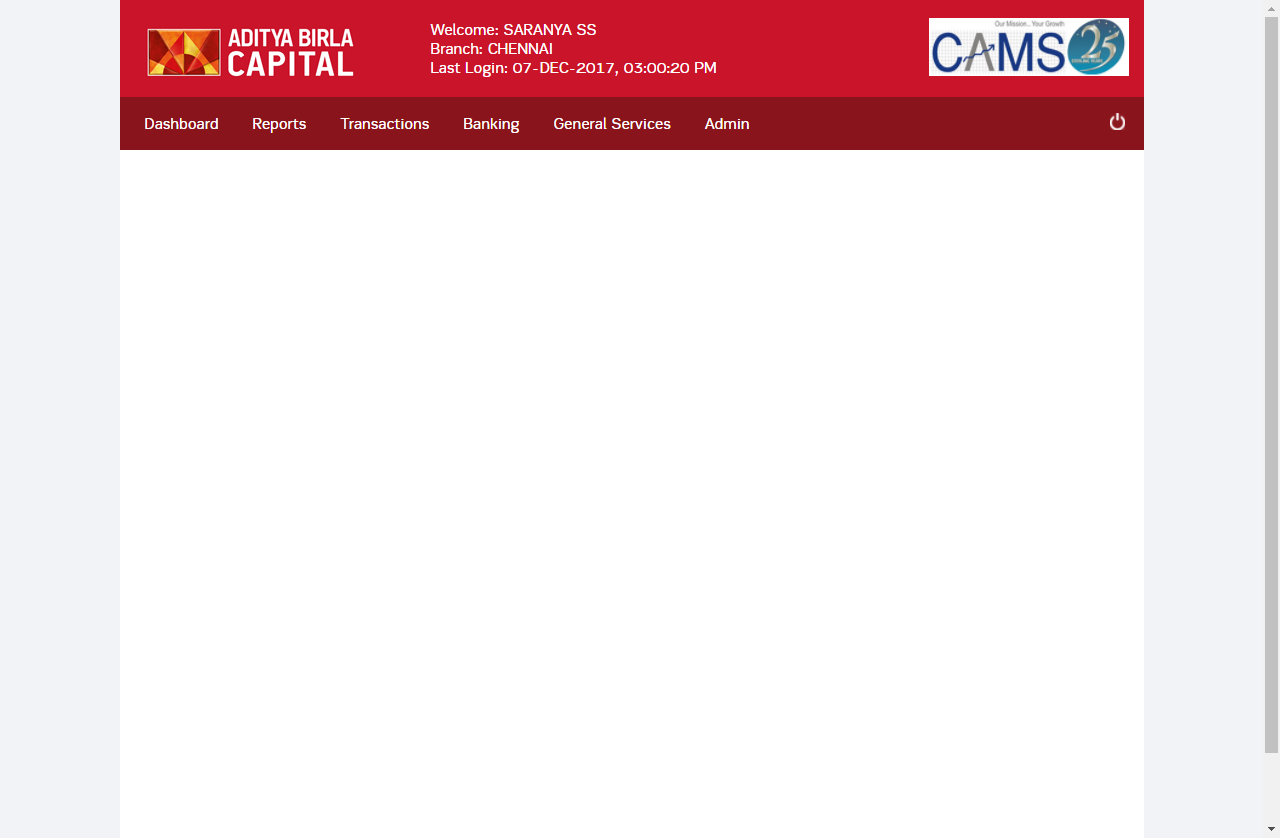 ADITYA BIRLA
CAPITAL
Welcome: SARANYA SS
Branch: CHENNAI
Last Login: 07-DEC-2017, 03:00:20 PM
Our Mission... Your Growth
CAMS 25
Dashboard Reports Transactions Banking General Services Admin